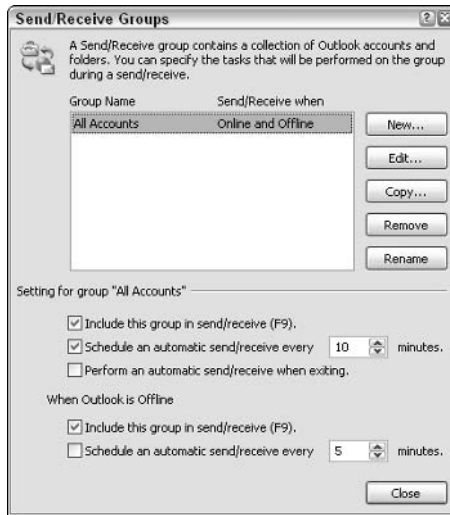 Send/Receive Groups
A Send/Receive group contains a collection of Outlook accounts and
folders. You can specify the tasks that will be performed on the group
during a send/receive.
Group Name Send/Receive when
All Accounts Online and Offline
New...
Edit...
Copy...
Remove
Rename
Setting for group "All Accounts"
Include this group in send/receive (F9).
Schedule an automatic send/receive every 10 minutes.
Perform an automatic send/receive when exiting.
When Outlook is Offline
Include this group in send/receive (F9).
Schedule an automatic send/receive every 5 minutes.
Close